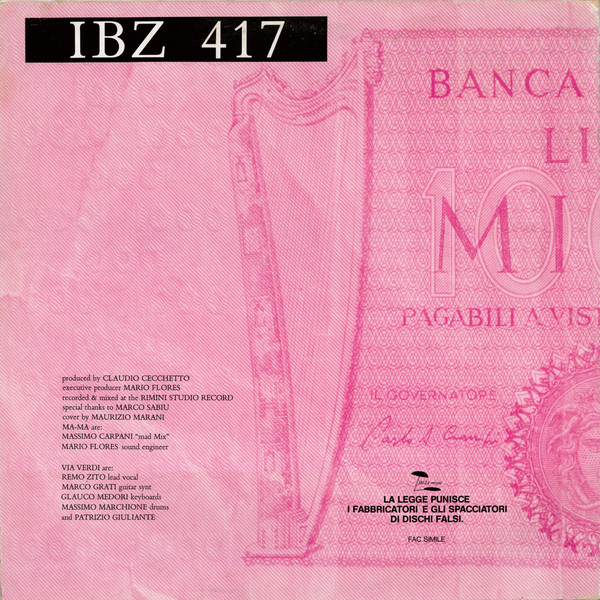 IBZ 417
BANCA
LI
100
MI
PAGABILI A VIS
IL GOVERNATORE
produced by CLAUDIO CECCHETTO
executive producer MARIO FLORES
recorded & mixed at the RIMINI STUDIO RECORD
special thanks to MARCO SABIU
cover by MAURIZIO MARANI
MA-MA are:
MASSIMO CARPANI "mad Mix"
MARIO FLORES sound engineer
VIA VERDI are:
REMO ZITO lead vocal
MARCO GRATI guitar synt
GLAUCO MEDORI keyboards
MASSIMO MARCHIONE drums
and PATRIZIO GIULIANTE
LA LEGGE PUNISCE
I FABBRICATORI E GLI SPACCIATORI
DI DISCHI FALSI.
FAC SIMILE